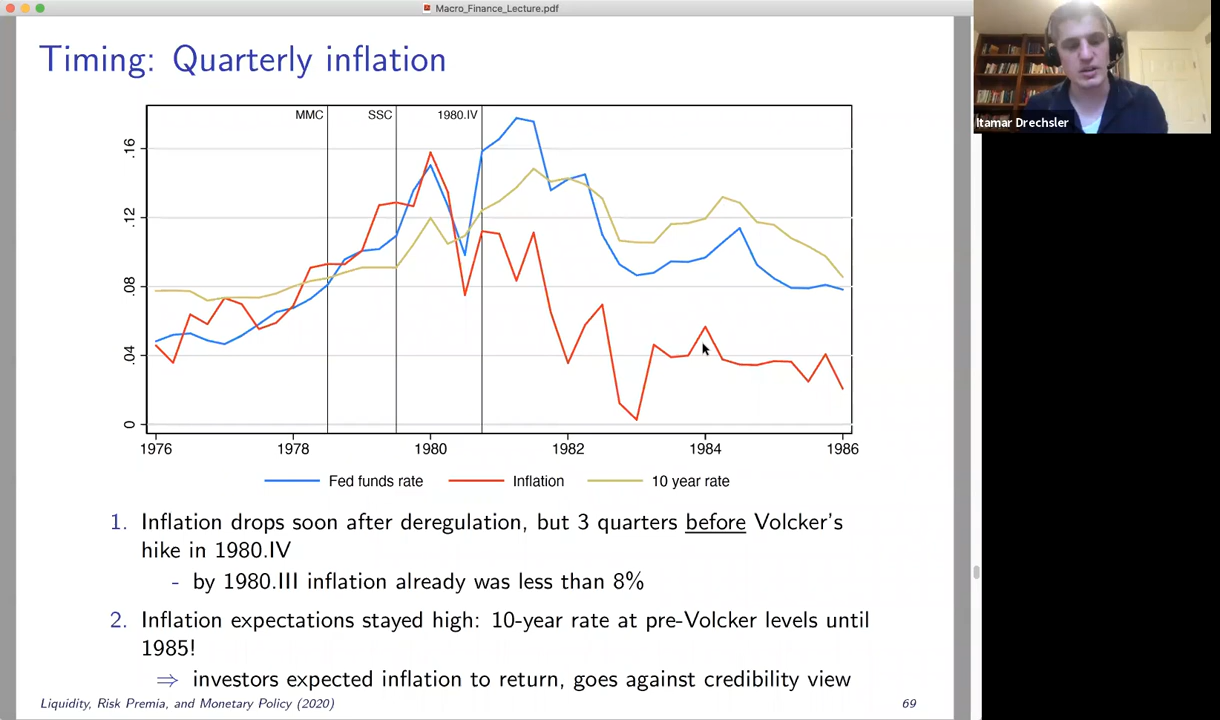 Macro_Finance_Lecture.pdf
Timing: Quarterly inflation
MMC SSC 1980.IV
.16
.12
.08
.04
0
1976 1978 1980 1982 1984 1986
Fed funds rate Inflation 10 year rate
1. Inflation drops soon after deregulation, but 3 quarters before Volcker's
hike in 1980.IV
- by 1980.III inflation already was less than 8%
2. Inflation expectations stayed high: 10-year rate at pre-Volcker levels until
1985!
⇒ investors expected inflation to return, goes against credibility view
Liquidity, Risk Premia, and Monetary Policy (2020) 69
Itamar Drechsler